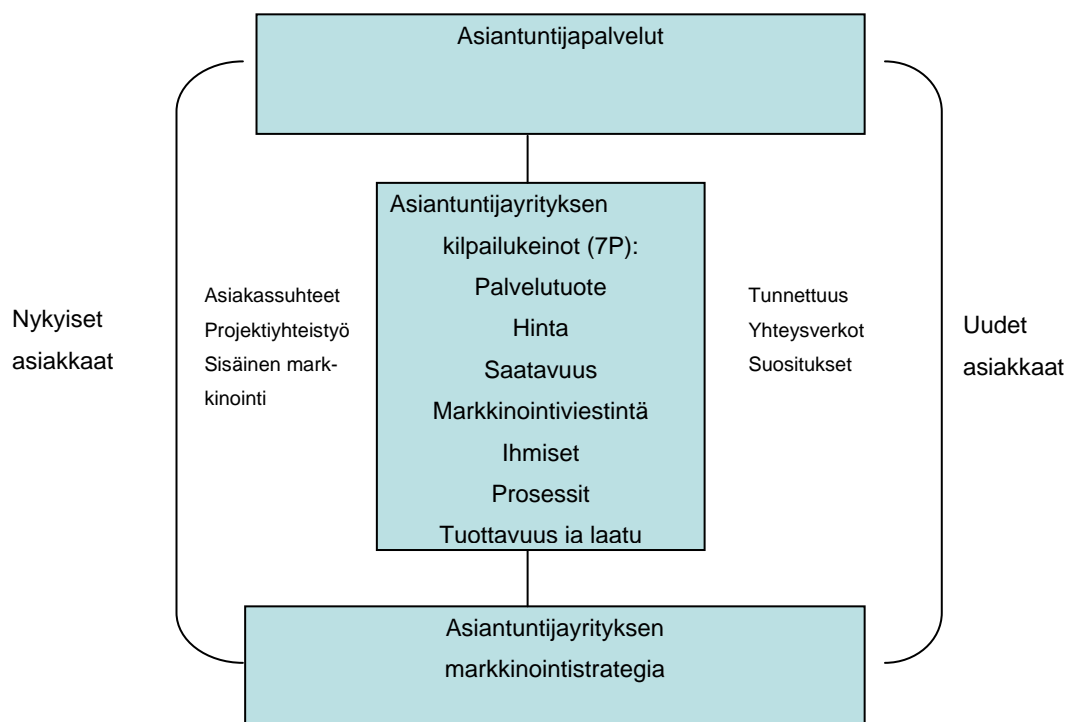 Asiantuntijapalvelut
Nykyiset
asiakkaat
Asiakassuhteet
Projektiyhteistyö
Sisäinen mark-
kinointi
Asiantuntijayrityksen
kilpailukeinot (7P):
Palvelutuote
Hinta
Saatavuus
Markkinointiviestintä
Ihmiset
Prosessit
Tuottavuus ja laatu
Tunnettuus
Yhteysverkot
Suositukset
Uudet
asiakkaat
Asiantuntijayrityksen
markkinointistrategia